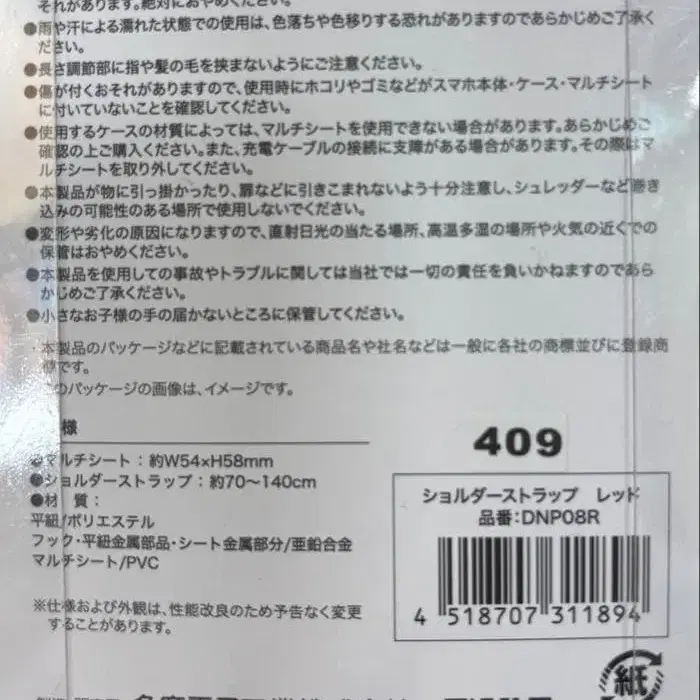 それがあります。絶対におやめください。
●雨や汗による濡れた状態での使用は、色落ちや色移りする恐れがありますのであらかじめご了承く
ださい。
●長さ調節部に指や髪の毛を挟まないようにご注意ください。
●傷が付くおそれがありますので、使用時にホコリやゴミなどがスマホ本体・ケース・マルチシート
に付いていないことを確認してください。
●使用するケースの材質によっては、マルチシートを使用できない場合があります。あらかじめご
確認の上ご購入ください。また、充電ケーブルの接続に支障がある場合があります。その際はマ
ルチシートを取り外してください。
●本製品が物に引っ掛かったり、扉などに引きこまれないよう十分注意し、シュレッダーなど巻き
込みの可能性のある場所で使用しないでください。
●変形や劣化の原因になりますので、直射日光の当たる場所、高温多湿の場所や火気の近くでの
保管はおやめください。
●本製品を使用しての事故やトラブルに関しては当社では一切の責任を負いかねますのであら
かじめご了承ください。
●小さなお子様の手の届かないところに保管してください。
・本製品のパッケージなどに記載されている商品名や社名などは一般に各社の商標並びに登録商
標です。
このパッケージの画像は、イメージです。
様
●マルチシート：約W54×H58mm
●ショルダーストラップ：約70～140cm
●材 質：
平紐/ポリエステル
フック・平紐金属部品・シート金属部分/亜鉛合金
マルチシート/PVC
※仕様および外観は、性能改良のため予告なく変更
することがあります。
409
ショルダーストラップ レッド
品番：DNP08R
4 518707 311894
紙